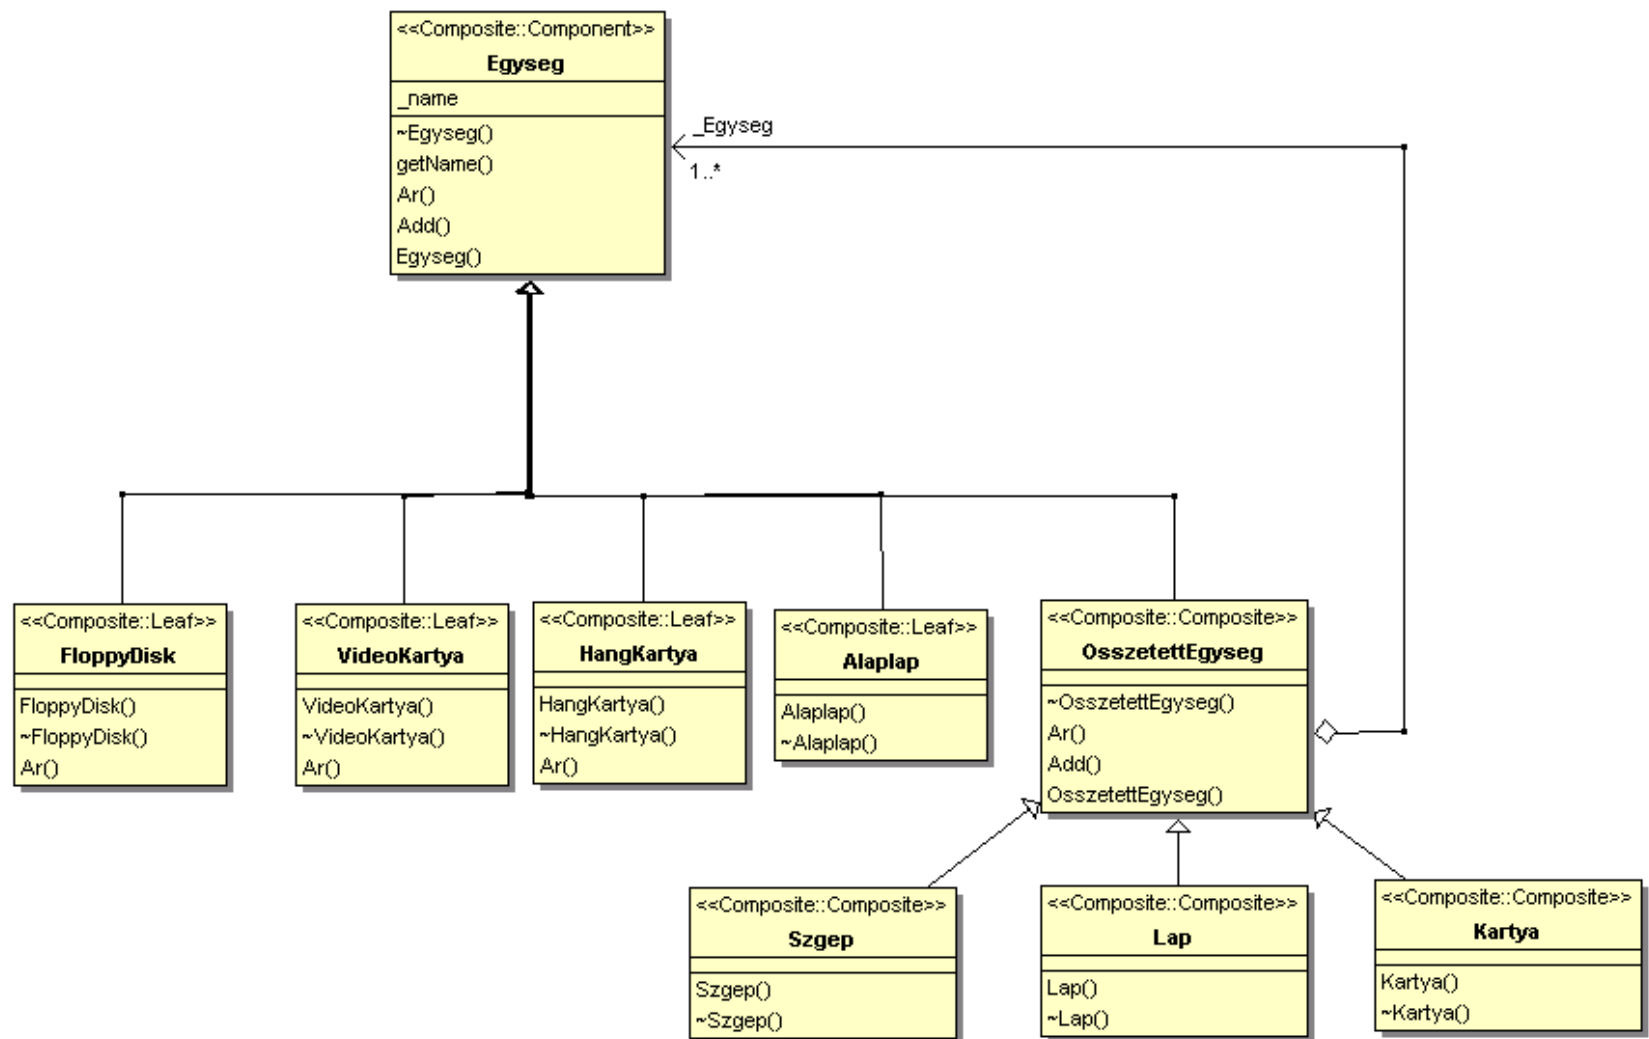 <<Composite::Component>>
Egyseg
_name
~Egyseg()
getName()
Ar()
Add()
Egyseg()
_Egyseg
1..*
<<Composite::Leaf>>
FloppyDisk
FloppyDisk()
~FloppyDisk()
Ar()
<<Composite::Leaf>>
VideoKartya
VideoKartya()
~VideoKartya()
Ar()
<<Composite::Leaf>>
HangKartya
HangKartya()
~HangKartya()
Ar()
<<Composite::Leaf>>
Alaplap
Alaplap()
~Alaplap()
<<Composite::Composite>>
OsszetettEgyseg
~OsszetettEgyseg()
Ar()
Add()
OsszetettEgyseg()
<<Composite::Composite>>
Szgep
Szgep()
~Szgep()
<<Composite::Composite>>
Lap
Lap()
~Lap()
<<Composite::Composite>>
Kartya
Kartya()
~Kartya()